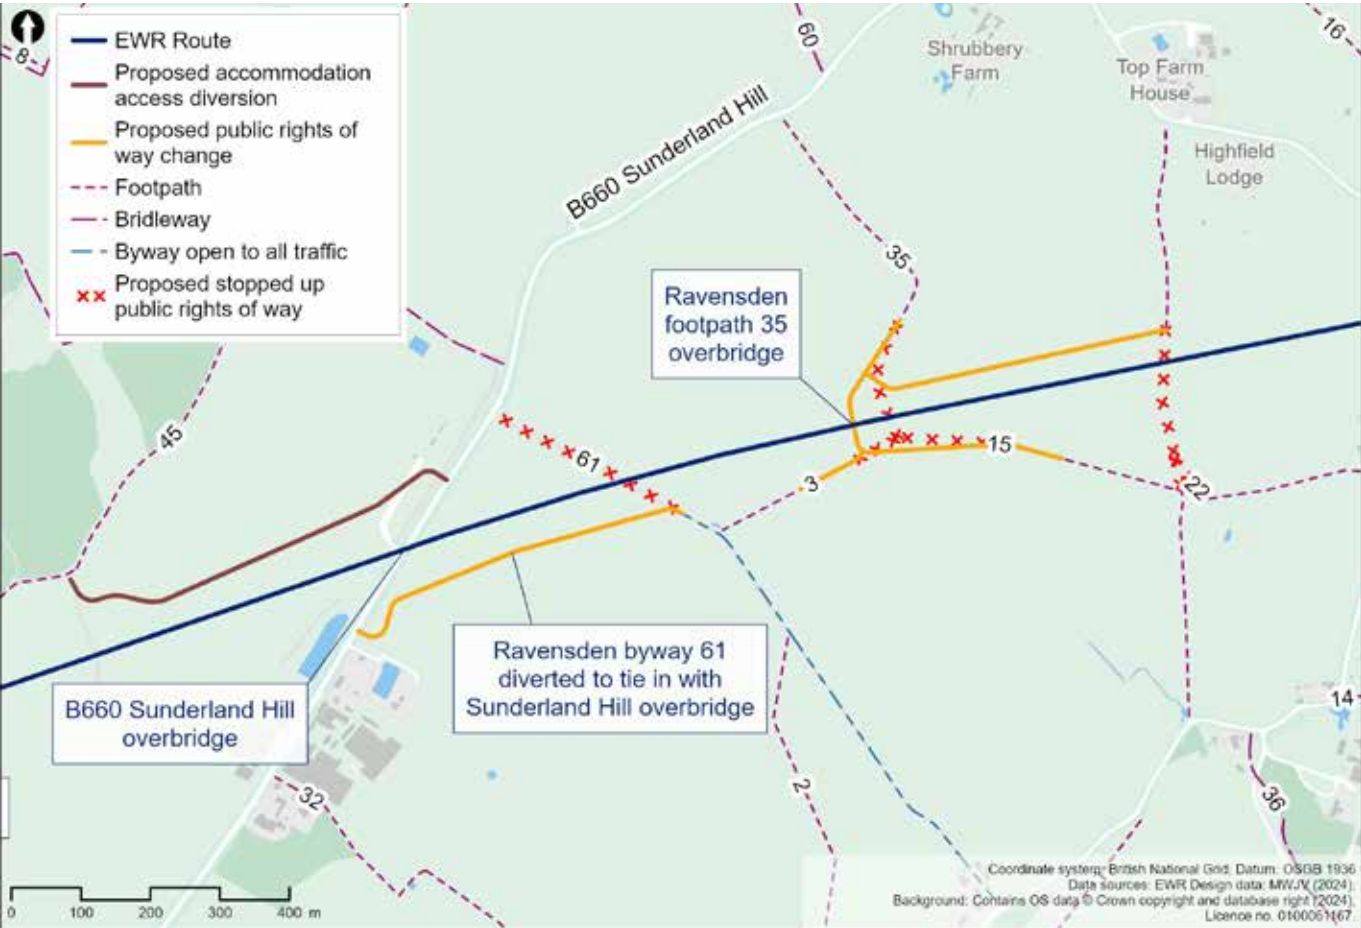 EWR Route
Proposed accommodation
access diversion
Proposed public rights of
way change
Footpath
Bridleway
Byway open to all traffic
Proposed stopped up
public rights of way
8
60
16
Shrubbery
Farm
Top Farm
House
Highfield
Lodge
B660 Sunderland Hill
35
Ravensden
footpath 35
overbridge
45
61
15
3
22
Ravensden byway 61
diverted to tie in with
Sunderland Hill overbridge
B660 Sunderland Hill
overbridge
14
2
32
36
0 100 200 300 400 m
Coordinate system: British National Grid. Datum: OSGB 1936
Data sources: EWR Design data: MWJV (2024).
Background: Contains OS data © Crown copyright and database right (2024).
Licence no. 0100061167.